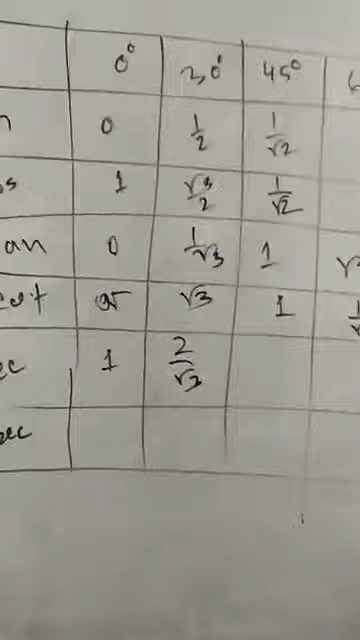 0° 30° 45°
0 1/2 1/√2
1 √3/2 1/√2
an 0 1/√3 1
cot √3 1
ec 1 2/√3
sec